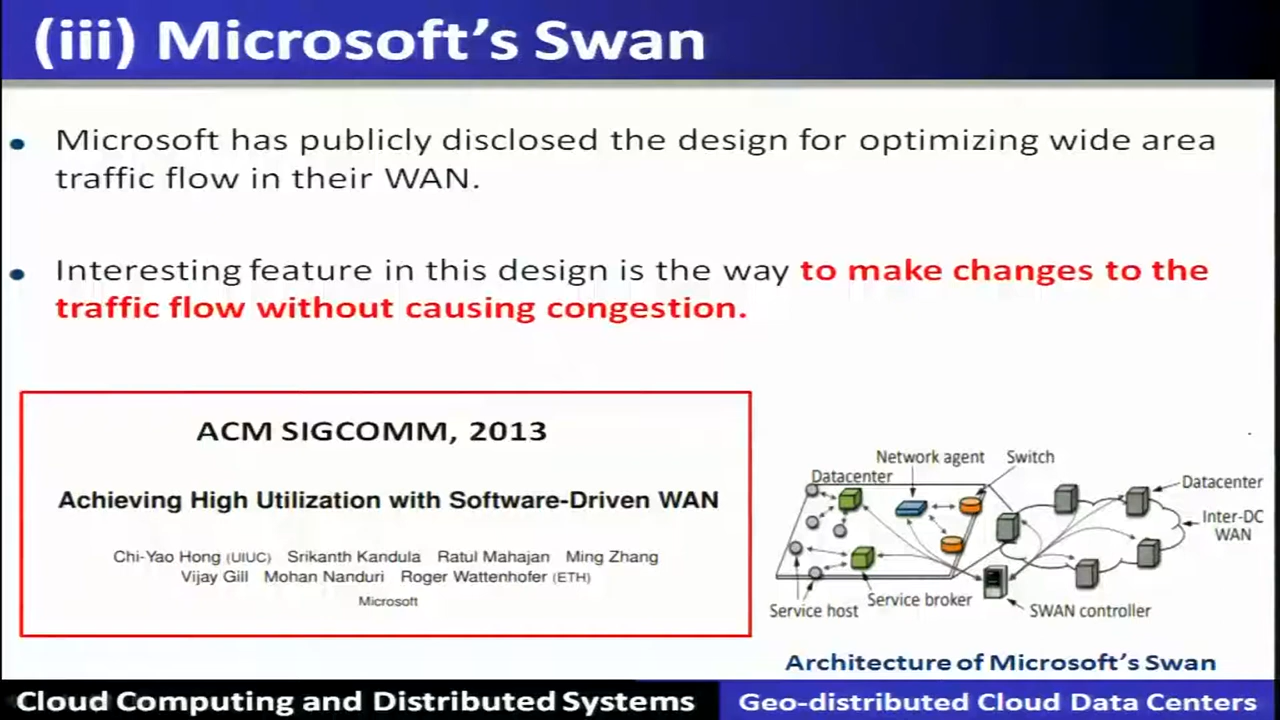 (iii) Microsoft's Swan
Microsoft has publicly disclosed the design for optimizing wide area
traffic flow in their WAN.
Interesting feature in this design is the way to make changes to the
traffic flow without causing congestion.
ACM SIGCOMM, 2013
Achieving High Utilization with Software-Driven WAN
Chi-Yao Hong (UIUC) Srikanth Kandula Ratul Mahajan Ming Zhang
Vijay Gill Mohan Nanduri Roger Wattenhofer (ETH)
Microsoft
Network agent Switch
Datacenter
Datacenter
Inter-DC
WAN
Service host
Service broker
SWAN controller
Architecture of Microsoft's Swan
Cloud Computing and Distributed Systems
Geo-distributed Cloud Data Centers